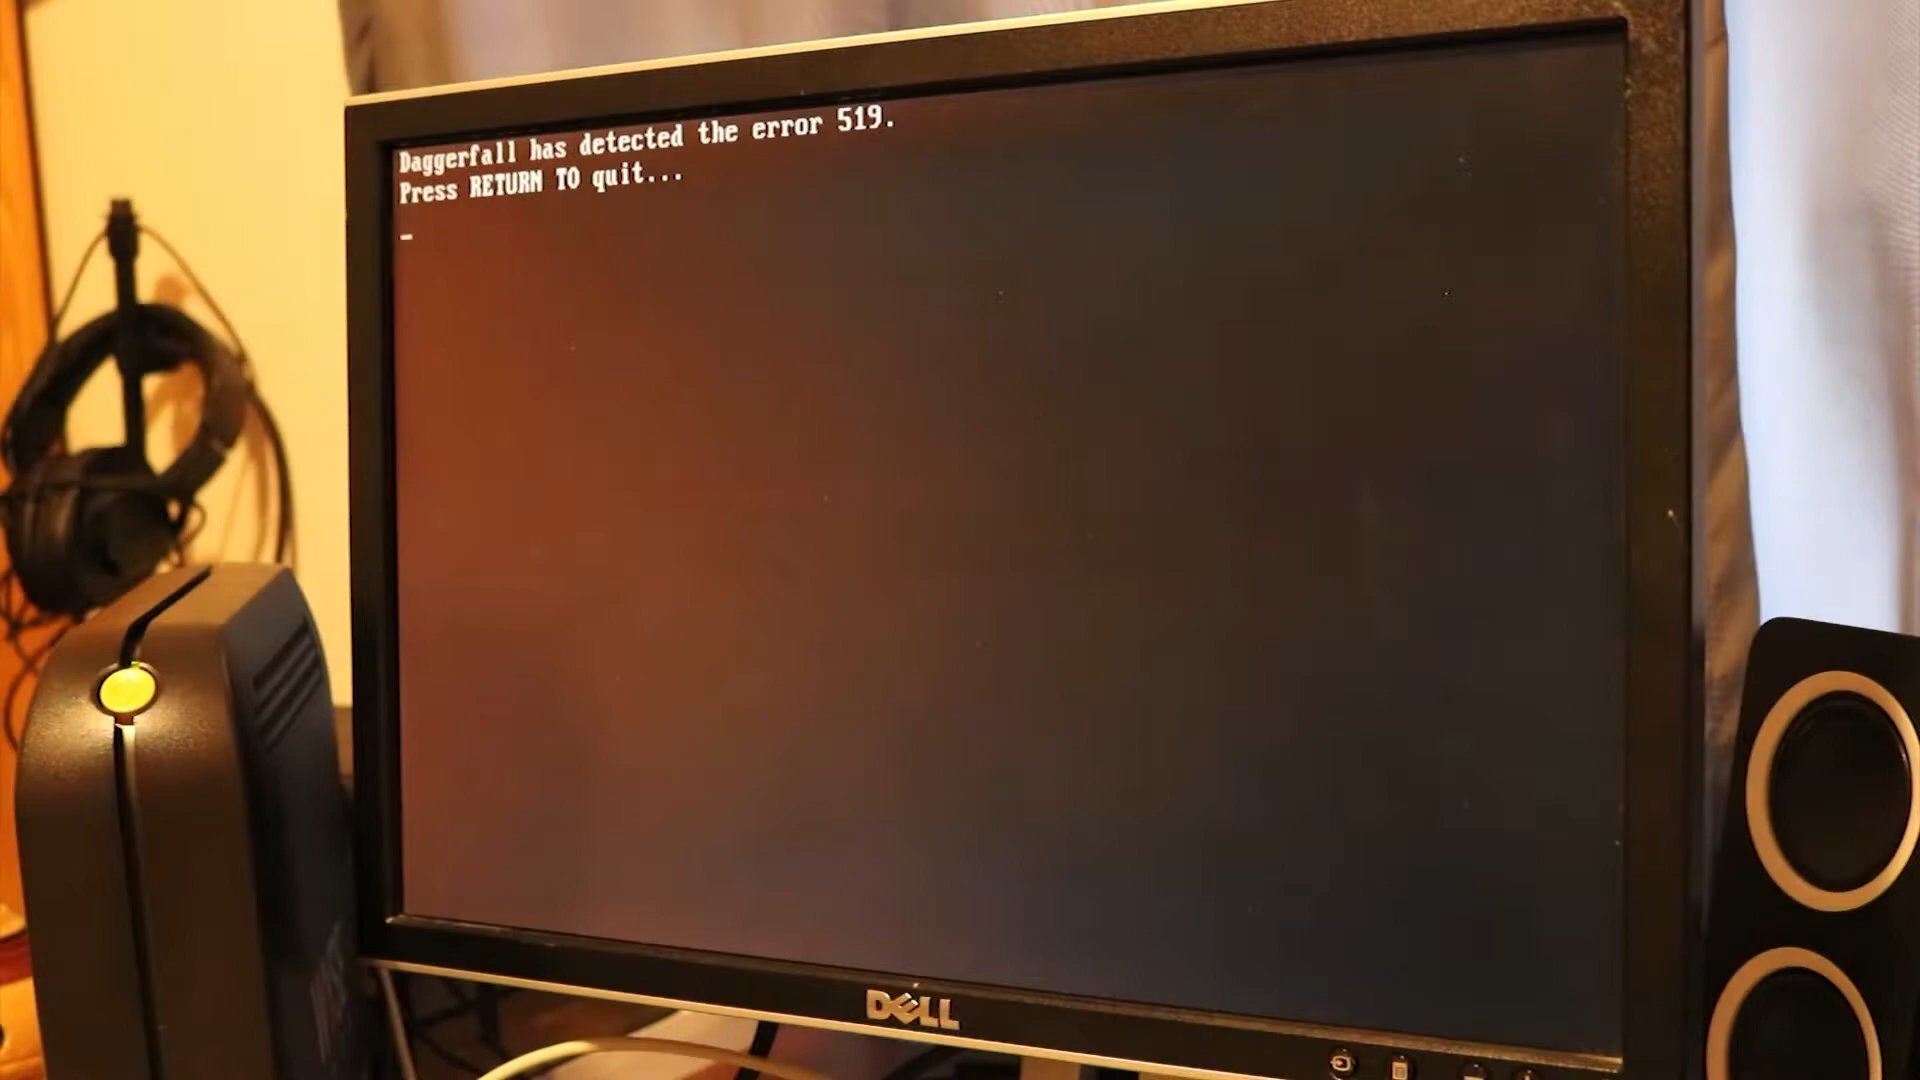 Daggerfall has detected the error 519.
Press RETURN TO quit...
DELL